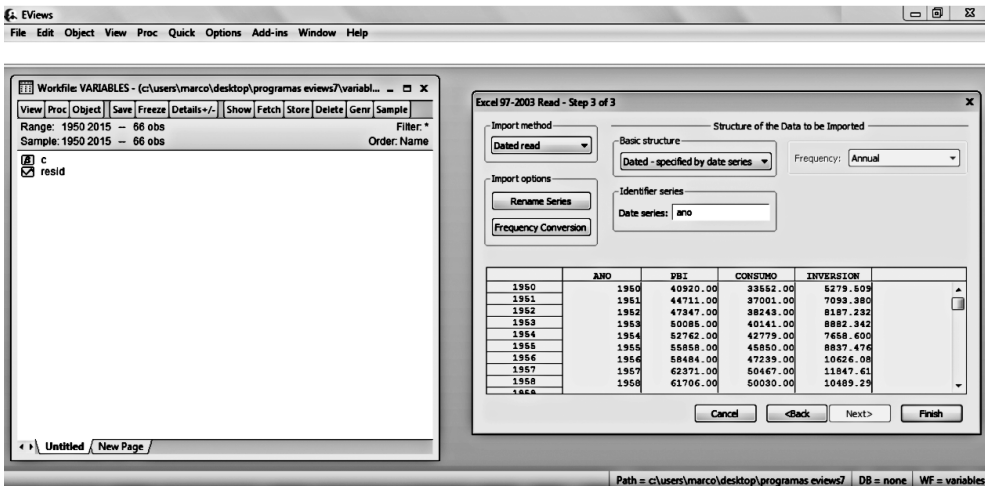 EViews
File Edit Object View Proc Quick Options Add-ins Window Help
Workfile: VARIABLES - (c:\users\marco\desktop\programas eviews7\variabl...
View Proc Object Save Freeze Details+/- Show Fetch Store Delete Genr Sample
Range: 1950 2015 -- 66 obs Filter: *
Sample: 1950 2015 -- 66 obs Order: Name
c
resid
Untitled New Page
Excel 97-2003 Read - Step 3 of 3
Import method
Dated read
Import options
Rename Series
Frequency Conversion
Structure of the Data to be Imported
Basic structure
Dated - specified by date series
Frequency: Annual
Identifier series
Date series: ano
ANO PBI CONSUMO INVERSION
1950 1950 40920.00 33552.00 5279.509
1951 1951 44711.00 37001.00 7093.380
1952 1952 47347.00 38243.00 8187.232
1953 1953 50085.00 40141.00 8882.342
1954 1954 52762.00 42779.00 7658.600
1955 1955 55858.00 45850.00 8837.476
1956 1956 58484.00 47239.00 10626.08
1957 1957 62371.00 50467.00 11847.61
1958 1958 61706.00 50030.00 10489.29
1959
Cancel <Back Next> Finish
Path = c:\users\marco\desktop\programas eviews7 DB = none WF = variables